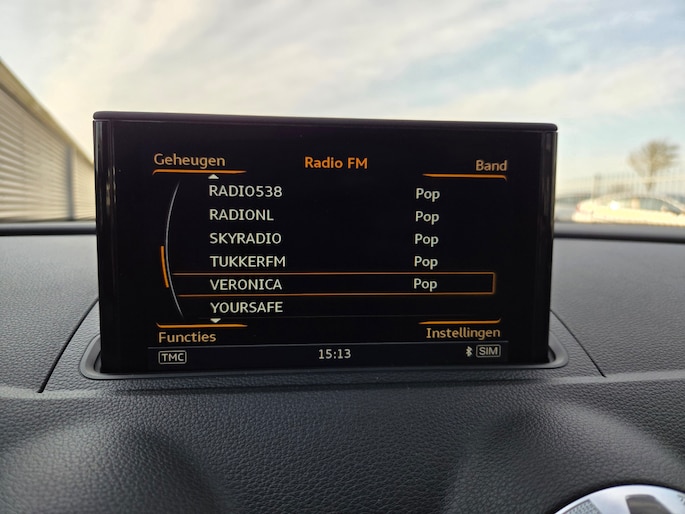 Geheugen Radio FM Band
RADIO538 Pop
RADIONL Pop
SKYRADIO Pop
TUKKERFM Pop
VERONICA Pop
YOURSAFE
Functies Instellingen
TMC 15:13 SIM